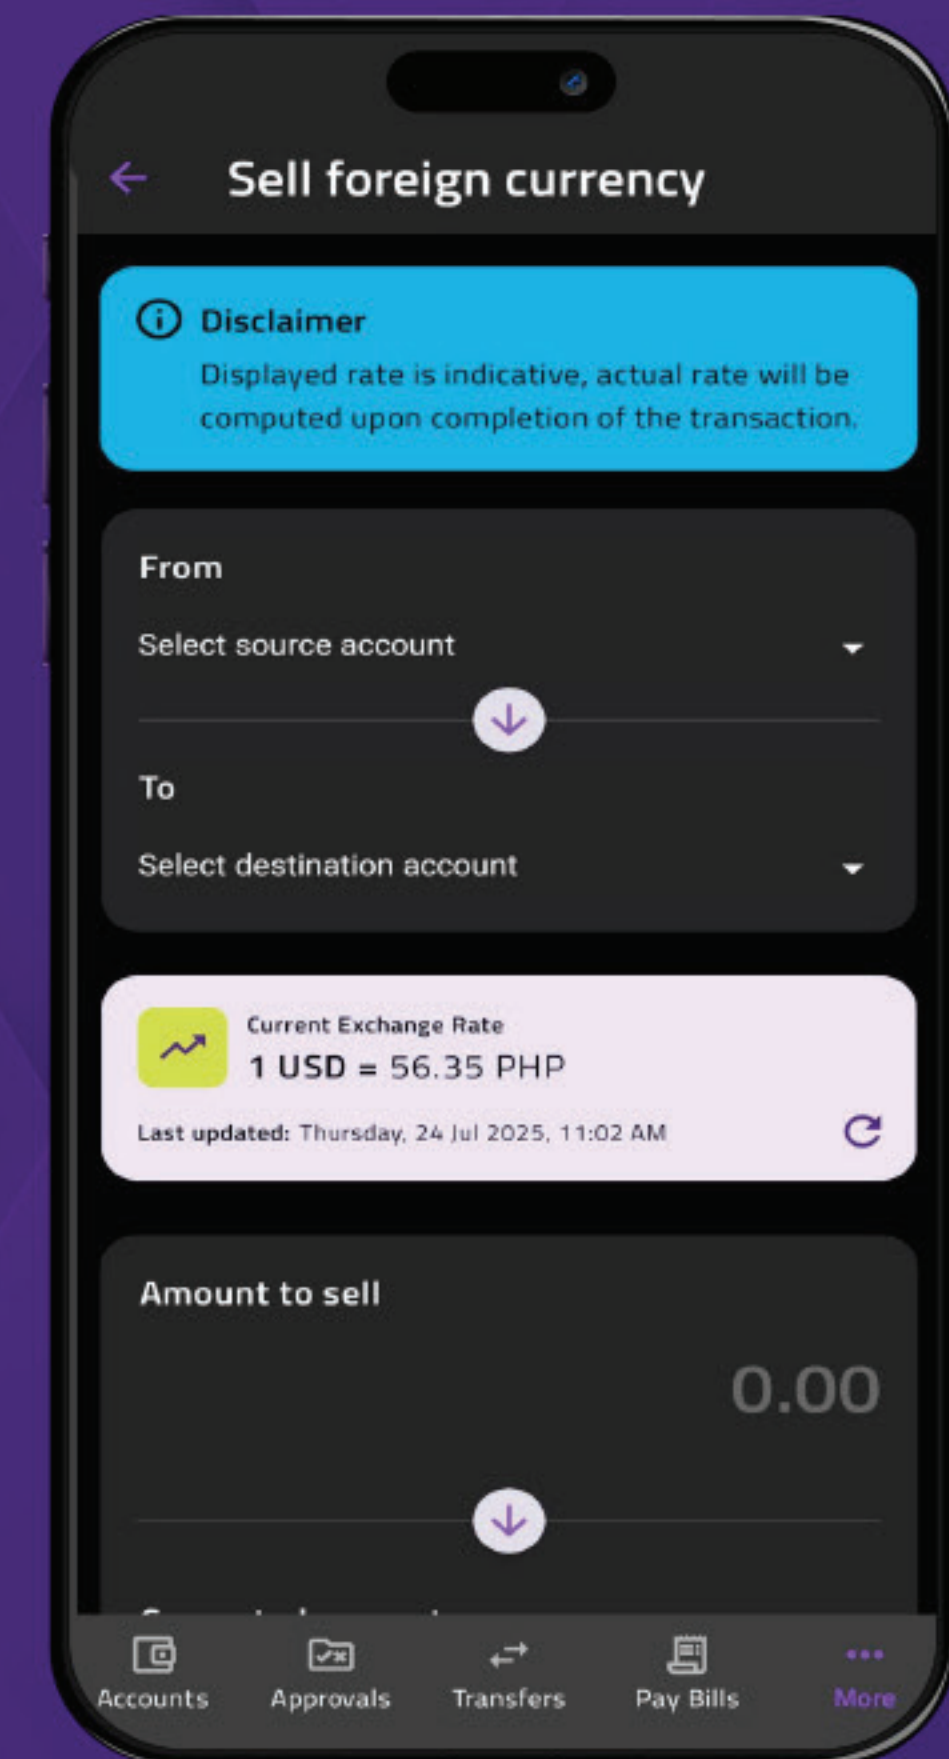 Sell foreign currency
Disclaimer
Displayed rate is indicative, actual rate will be
computed upon completion of the transaction.
From
Select source account
To
Select destination account
Current Exchange Rate
1 USD = 56.35 PHP
Last updated: Thursday, 24 Jul 2025, 11:02 AM
Amount to sell
0.00
Accounts Approvals Transfers Pay Bills More